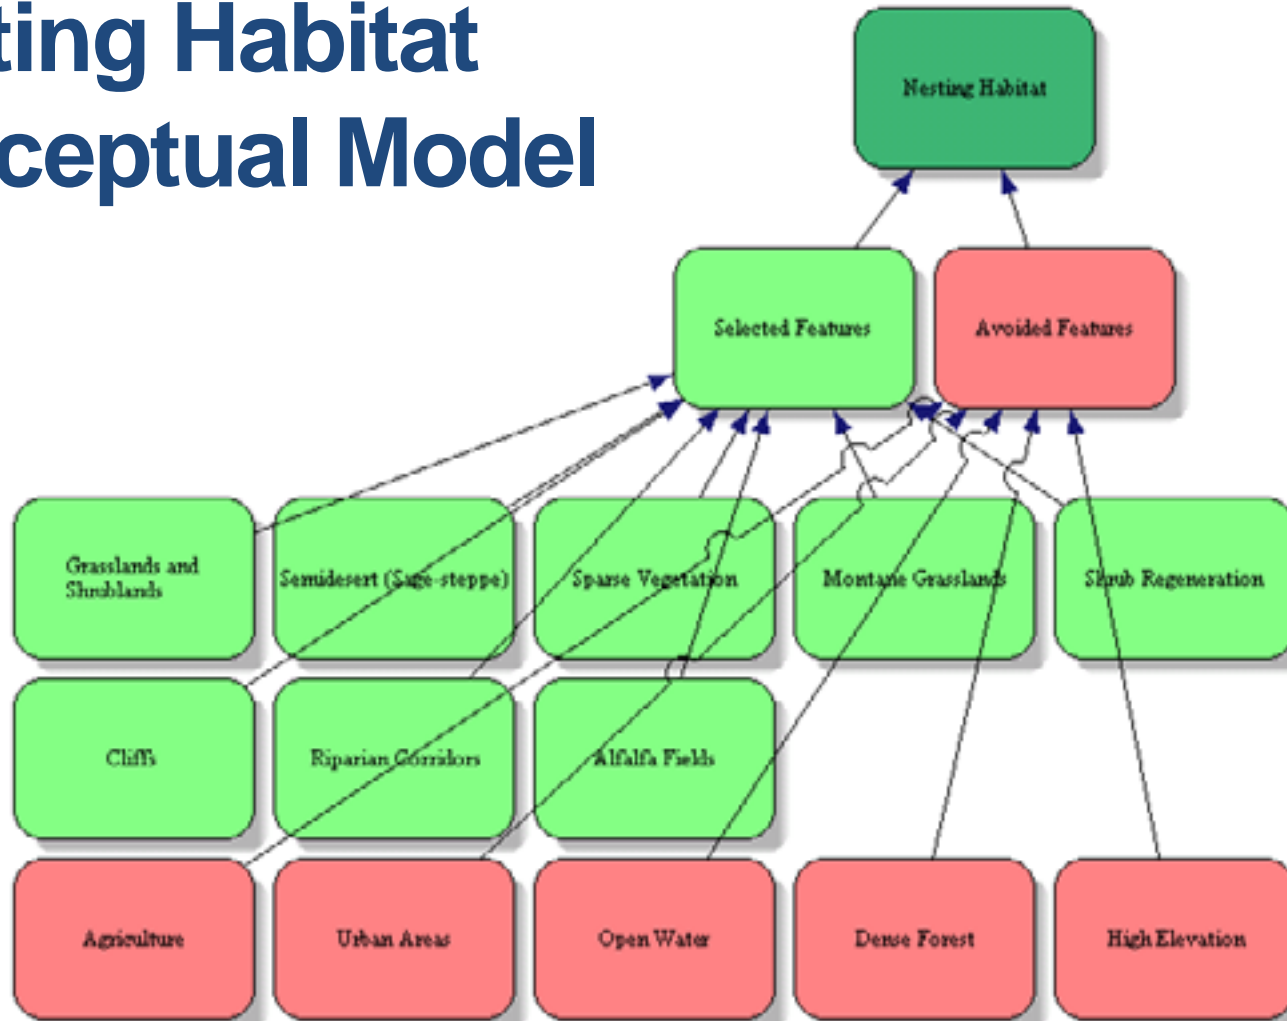 ting Habitat
ceptual Model
Nesting Habitat
Selected Features
Avoided Features
Grasslands and
Shrublands
Semidesert (Sage-steppe)
Sparse Vegetation
Montane Grasslands
Shrub Regeneration
Cliffs
Riparian Corridors
Alfalfa Fields
Agriculture
Urban Areas
Open Water
Dense Forest
High Elevation